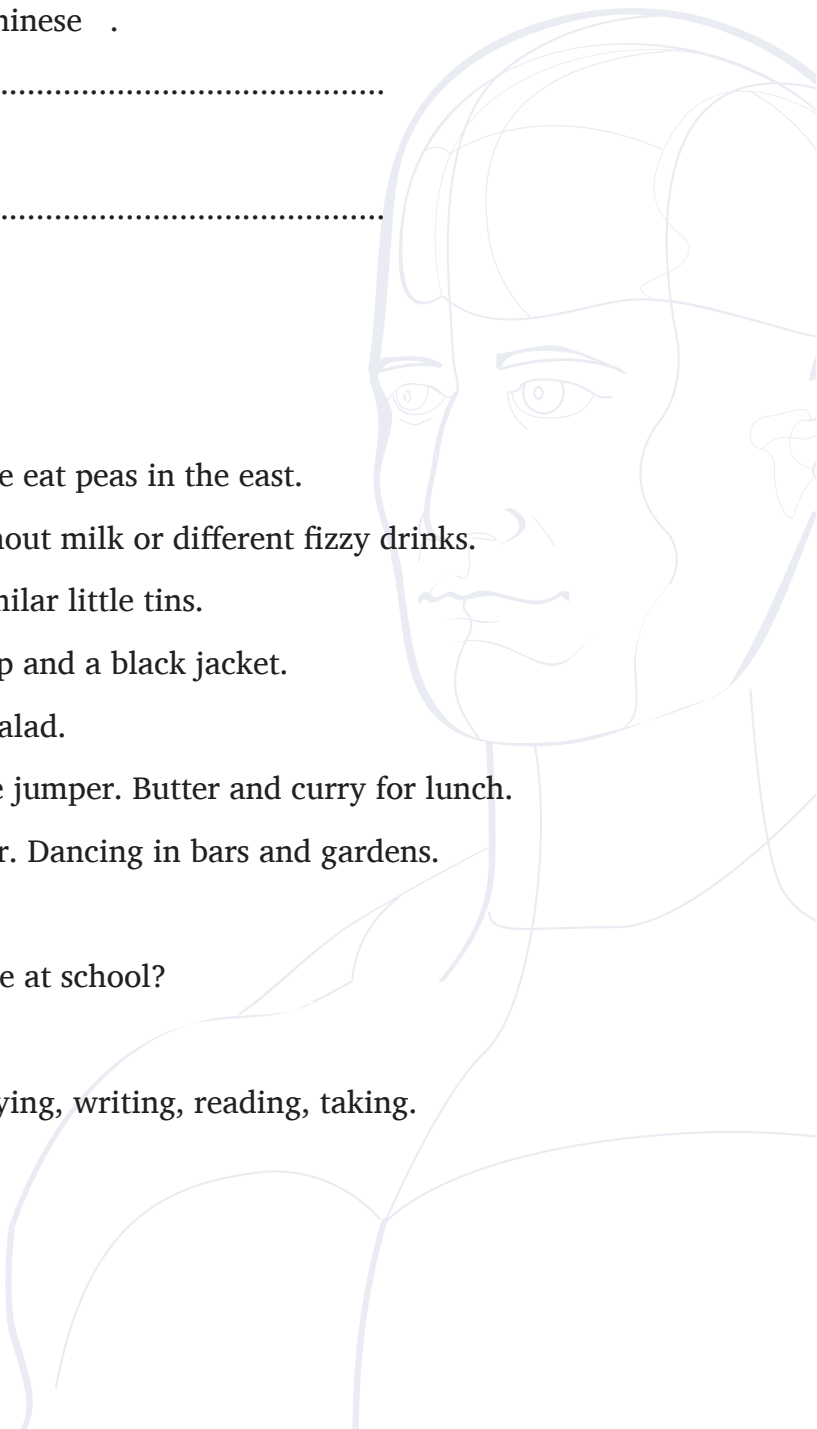 hinese .
...........................................
...........................................
e eat peas in the east.
hout milk or different fizzy drinks.
milar little tins.
p and a black jacket.
alad.
e jumper. Butter and curry for lunch.
r. Dancing in bars and gardens.
e at school?
ying, writing, reading, taking.